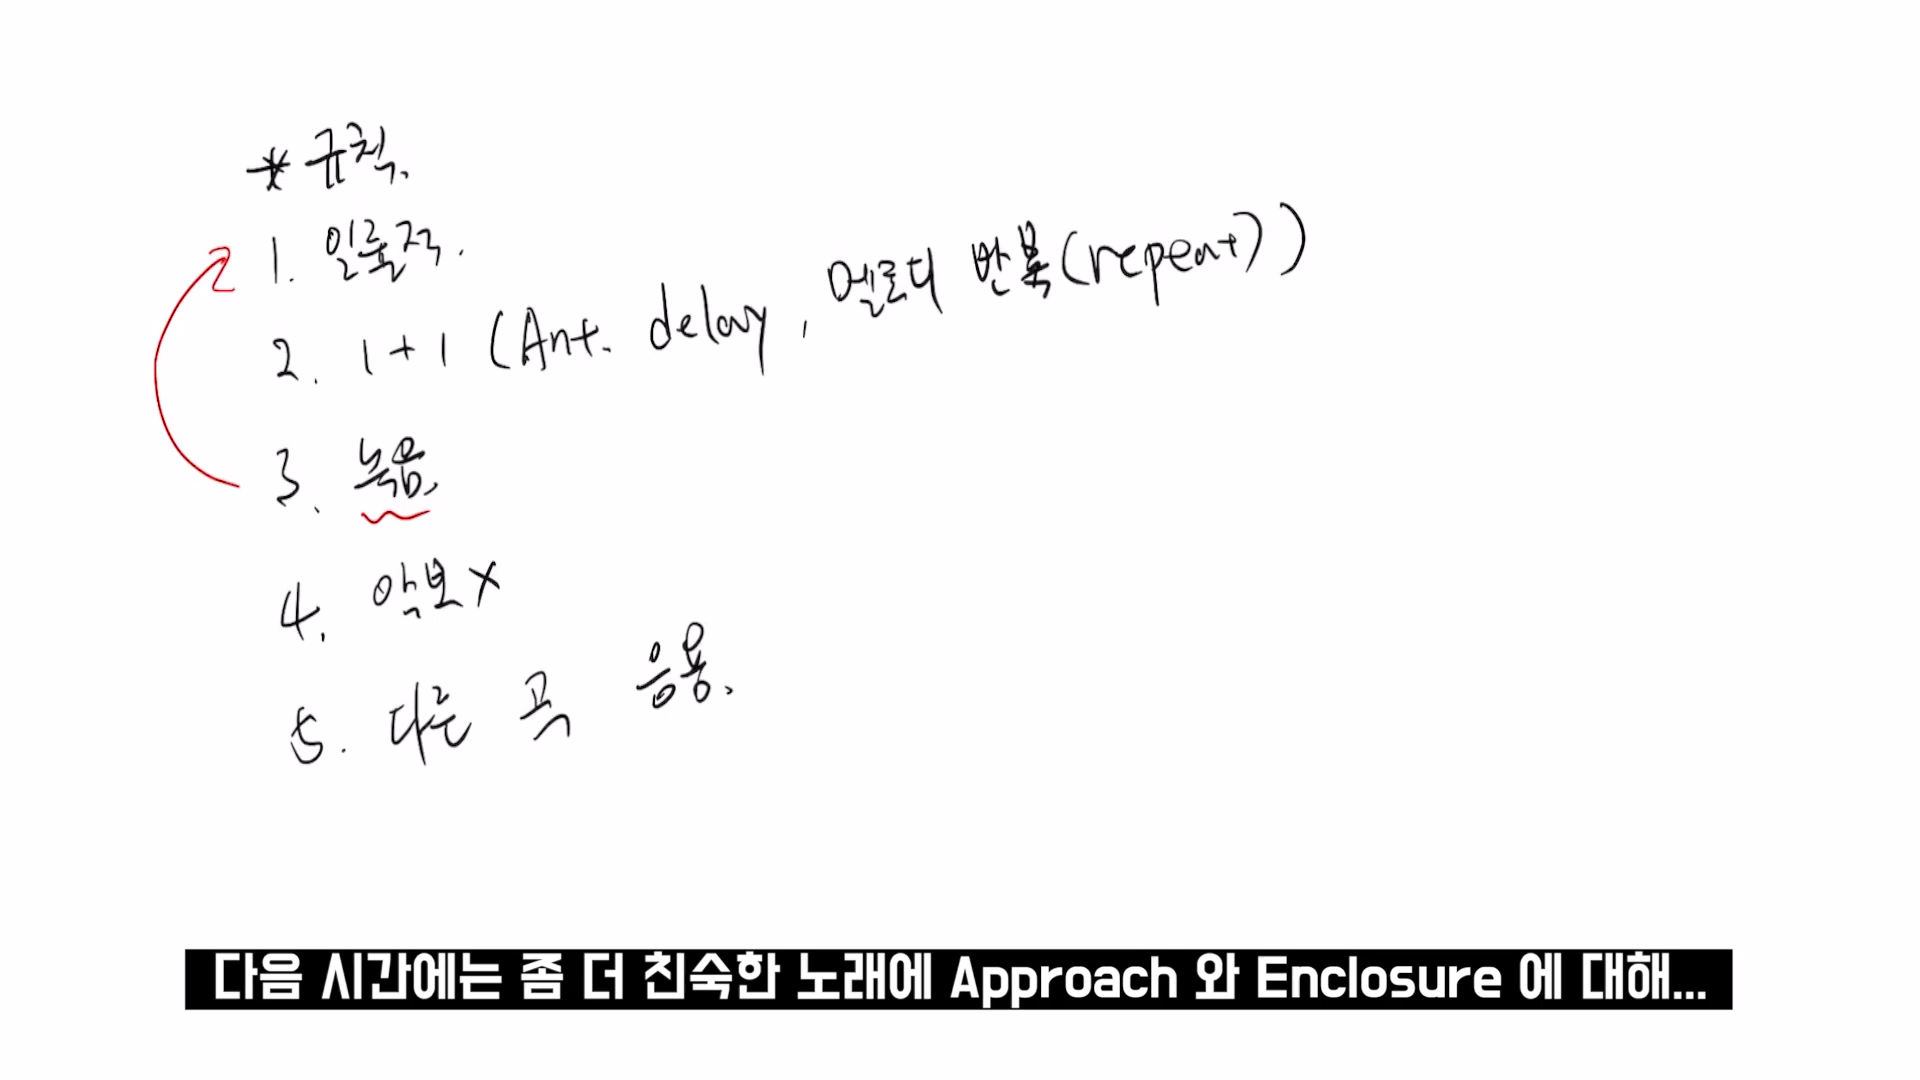 * 규칙.
1. 일률적.
2. 1+1 (Ant. delay, 멜로디 반복(repeat))
3. 녹음.
4. 악보 X
5. 다른 곡 응용.
다음 시간에는 좀 더 친숙한 노래에 Approach 와 Enclosure 에 대해...